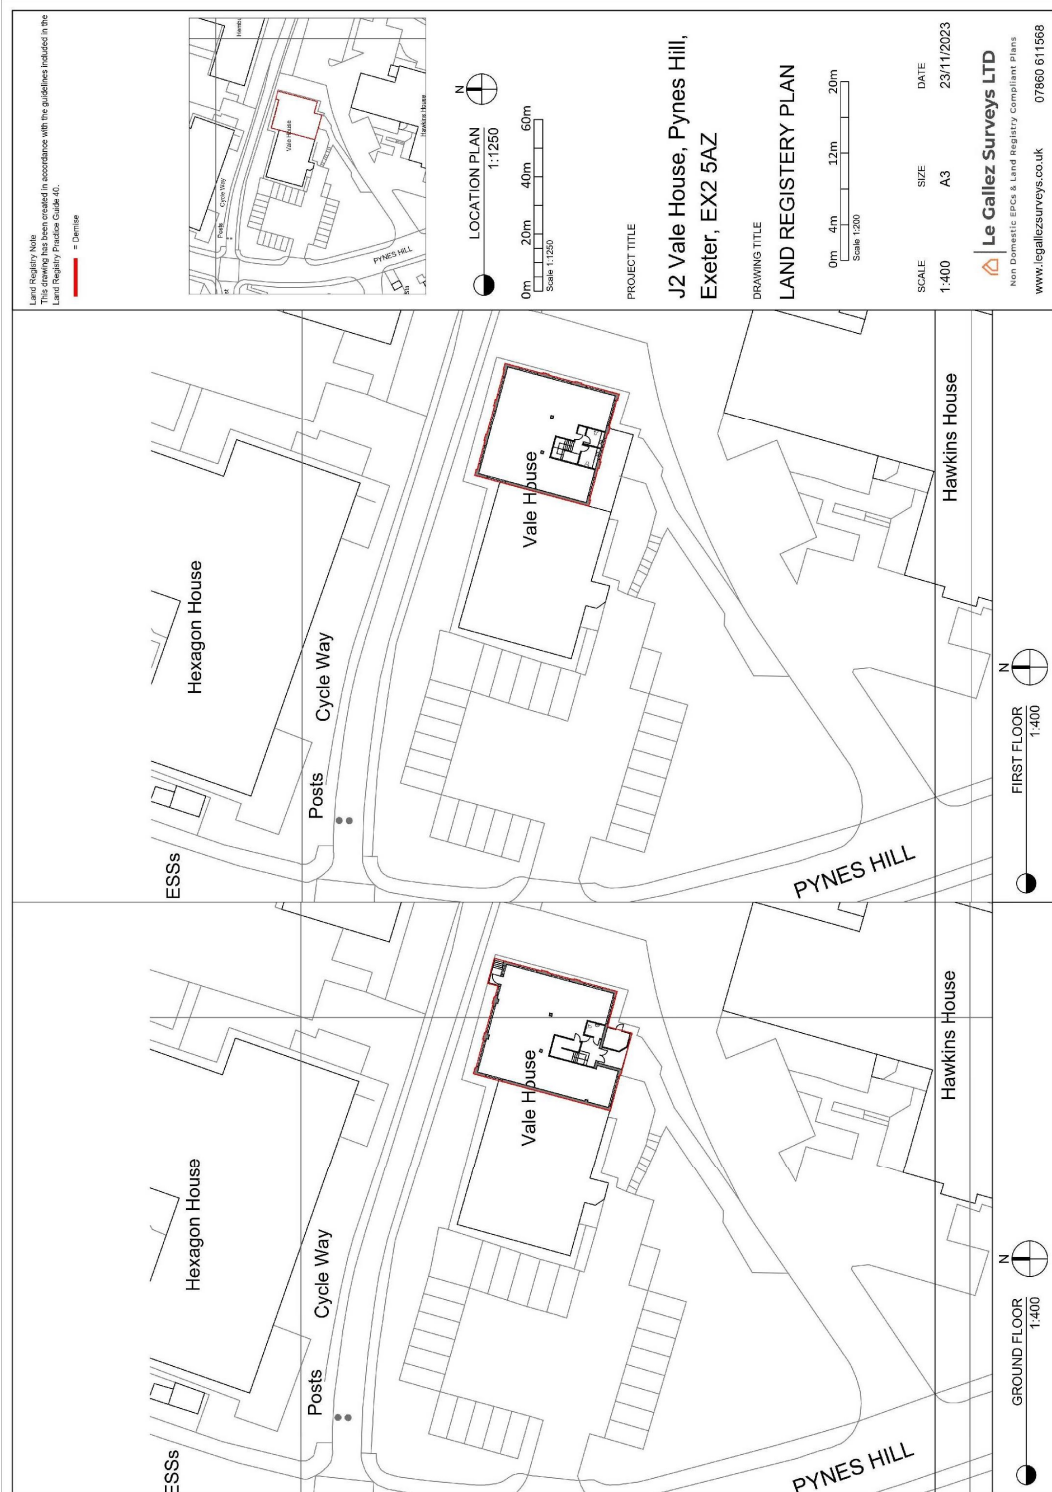 Land Registry Note
This drawing has been created in accordance with the guidelines included in the
Land Registry Practice Guide 40.
= Demise
Hambl
Vale House
Cycle Way
Posts
PYNES HILL
Hawkins House
LOCATION PLAN
1:1250
N
0m 20m 40m 60m
Scale 1:1250
PROJECT TITLE
J2 Vale House, Pynes Hill,
Exeter, EX2 5AZ
DRAWING TITLE
LAND REGISTERY PLAN
0m 4m 12m 20m
Scale 1:200
SCALE SIZE DATE
1:400 A3 23/11/2023
Le Gallez Surveys LTD
Non Domestic EPCs & Land Registry Compliant Plans
www.legallezsurveys.co.uk 07860 611568
Hexagon House
Cycle Way
Posts
ESSs
Vale House
PYNES HILL
Hawkins House
FIRST FLOOR
1:400
N
Hexagon House
Cycle Way
Posts
ESSs
Vale House
PYNES HILL
Hawkins House
GROUND FLOOR
1:400
N